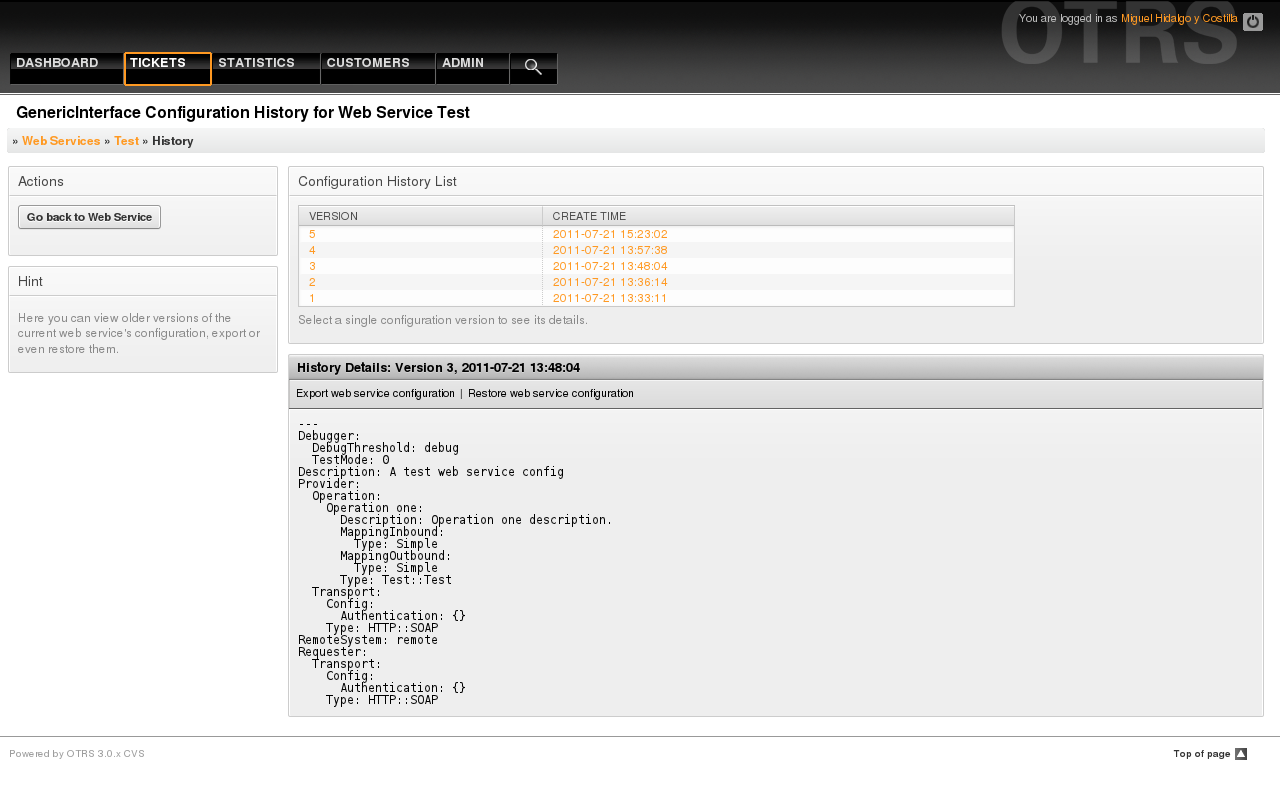 OTRS
You are logged in as Miguel Hidalgo y Costilla
DASHBOARD TICKETS STATISTICS CUSTOMERS ADMIN
GenericInterface Configuration History for Web Service Test
» Web Services » Test » History
Actions
Go back to Web Service
Hint
Here you can view older versions of the
current web service's configuration, export or
even restore them.
Configuration History List
VERSION CREATE TIME
5 2011-07-21 15:23:02
4 2011-07-21 13:57:38
3 2011-07-21 13:48:04
2 2011-07-21 13:36:14
1 2011-07-21 13:33:11
Select a single configuration version to see its details.
History Details: Version 3, 2011-07-21 13:48:04
Export web service configuration | Restore web service configuration
---
Debugger:
  DebugThreshold: debug
  TestMode: 0
Description: A test web service config
Provider:
  Operation:
    Operation one:
      Description: Operation one description.
      MappingInbound:
        Type: Simple
      MappingOutbound:
        Type: Simple
      Type: Test::Test
  Transport:
    Config:
      Authentication: {}
    Type: HTTP::SOAP
RemoteSystem: remote
Requester:
  Transport:
    Config:
      Authentication: {}
    Type: HTTP::SOAP
Powered by OTRS 3.0.x CVS
Top of page